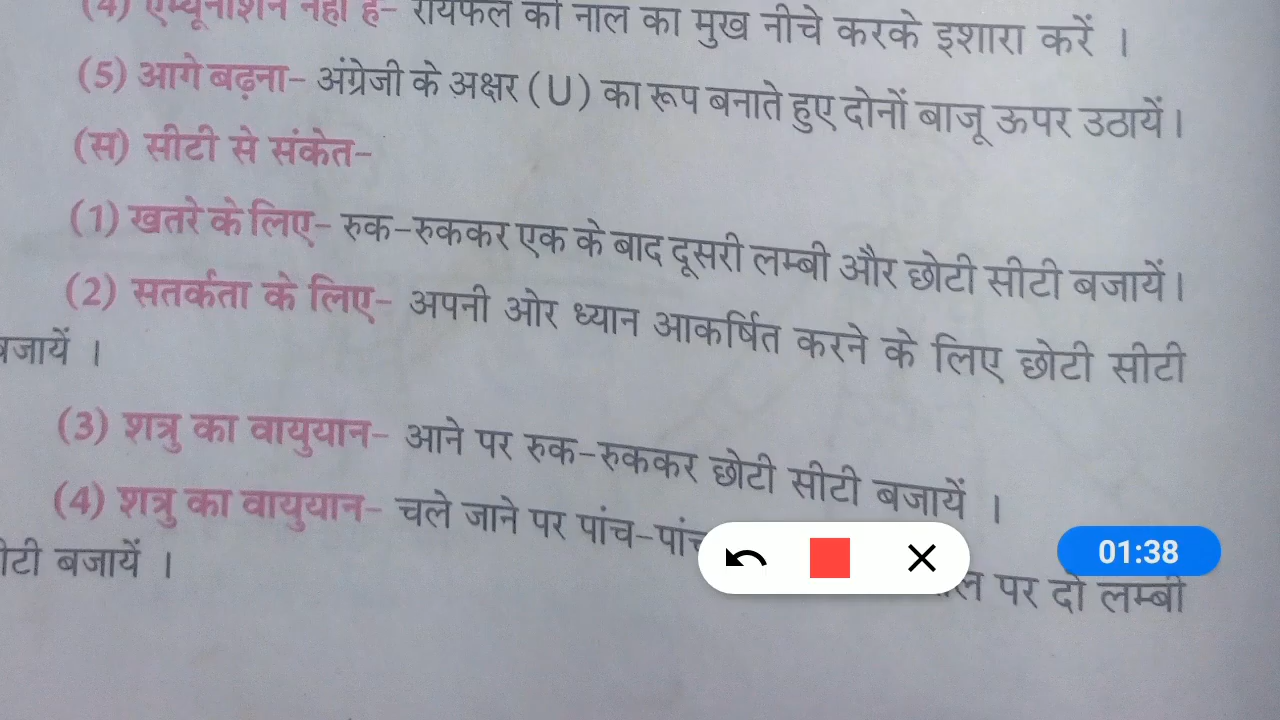 (4) एम्यूनीशन नहीं है- रायफल की नाल का मुख नीचे करके इशारा करें ।
(5) आगे बढ़ना- अंग्रेजी के अक्षर (U) का रूप बनाते हुए दोनों बाजू ऊपर उठायें।
(स) सीटी से संकेत-
(1) खतरे के लिए- रुक-रुककर एक के बाद दूसरी लम्बी और छोटी सीटी बजायें।
(2) सतर्कता के लिए- अपनी ओर ध्यान आकर्षित करने के लिए छोटी सीटी
बजायें ।
(3) शत्रु का वायुयान- आने पर रुक-रुककर छोटी सीटी बजायें ।
(4) शत्रु का वायुयान- चले जाने पर पांच-पांच पर दो लम्बी
बजायें ।
01:38